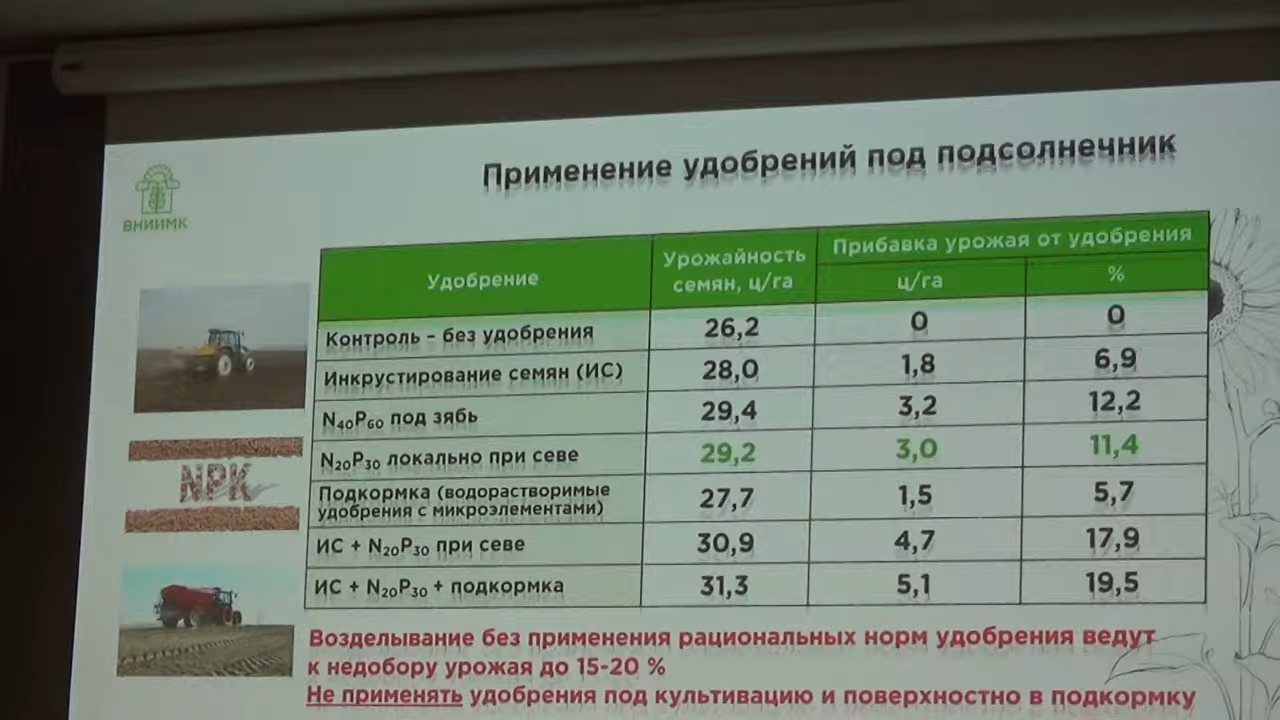 Применение удобрений под подсолнечник
ВНИИМК
Удобрение
Урожайность
семян, ц/га
Прибавка урожая от удобрения
ц/га
%
Контроль – без удобрения 26,2 0 0
Инкрустирование семян (ИС) 28,0 1,8 6,9
N₄₀P₆₀ под зябь 29,4 3,2 12,2
N₂₀P₃₀ локально при севе 29,2 3,0 11,4
Подкормка (водорастворимые
удобрения с микроэлементами) 27,7 1,5 5,7
ИС + N₂₀P₃₀ при севе 30,9 4,7 17,9
ИС + N₂₀P₃₀ + подкормка 31,3 5,1 19,5
NPK
Возделывание без применения рациональных норм удобрения ведут
к недобору урожая до 15-20 %
Не применять удобрения под культивацию и поверхностно в подкормку